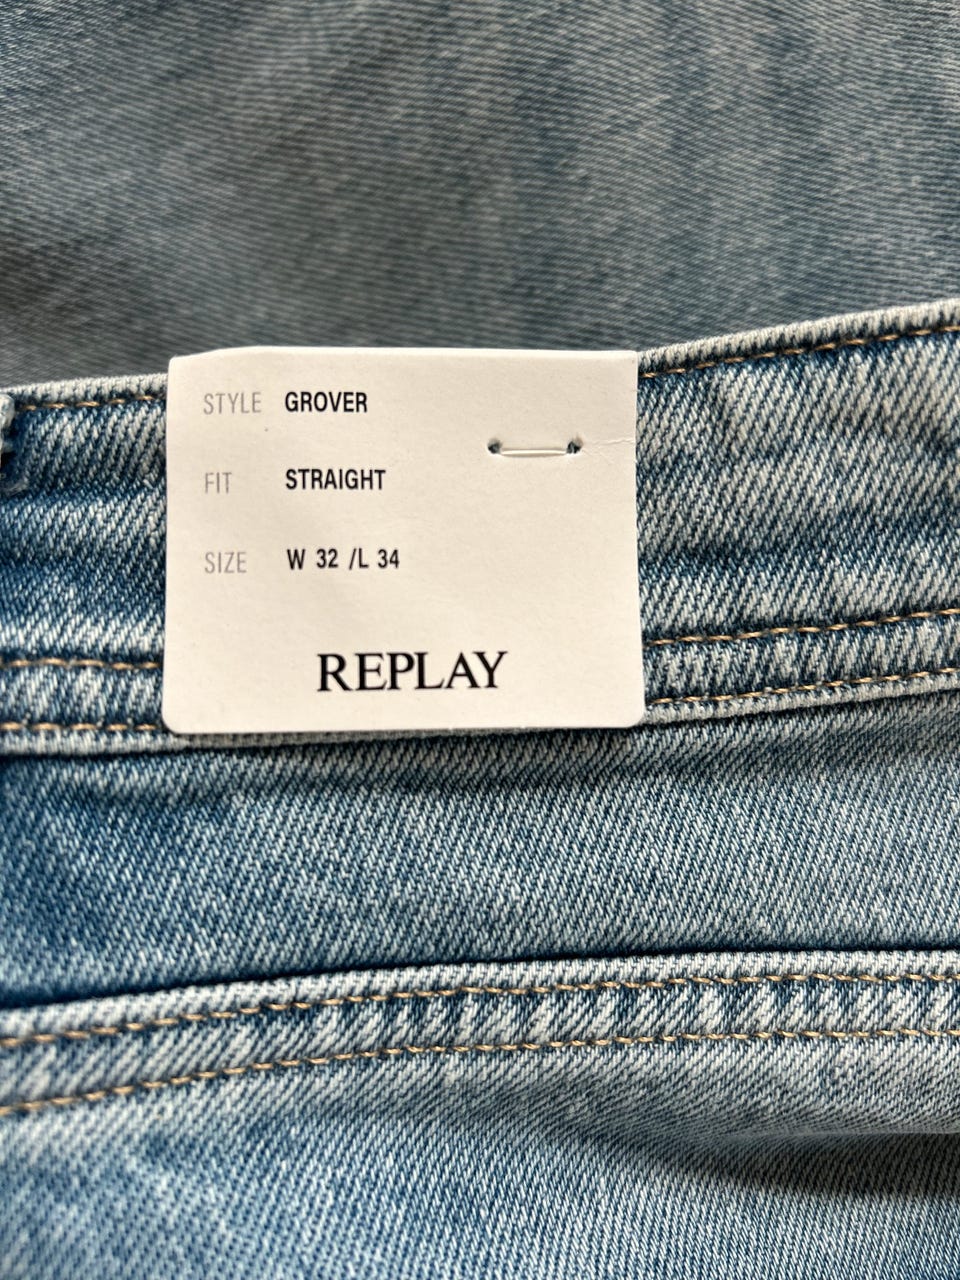 STYLE GROVER
FIT STRAIGHT
SIZE W 32 /L 34
REPLAY